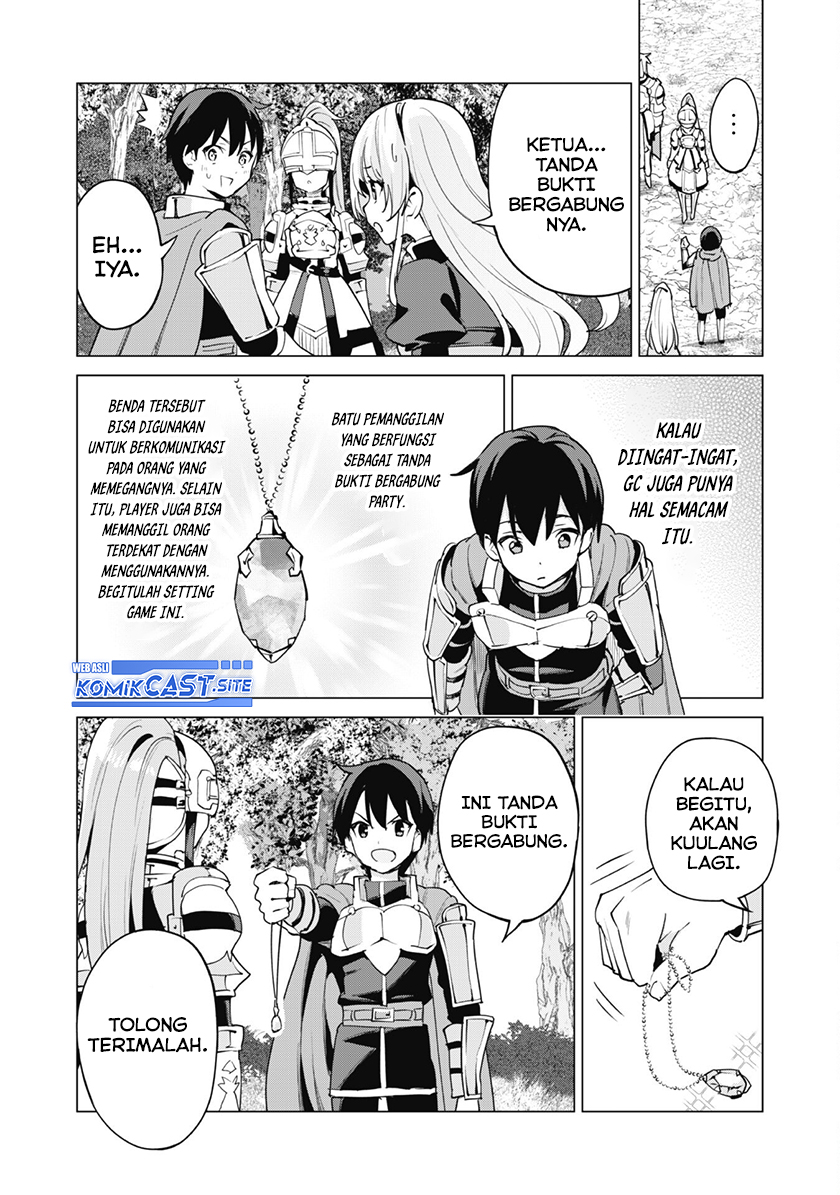 ...
KETUA...
TANDA
BUKTI
BERGABUNG
NYA.
EH...
IYA.
KALAU
DIINGAT-INGAT,
GC JUGA PUNYA
HAL SEMACAM
ITU.
BATU PEMANGGILAN
YANG BERFUNGSI
SEBAGAI TANDA
BUKTI BERGABUNG
PARTY.
BENDA TERSEBUT
BISA DIGUNAKAN
UNTUK BERKOMUNIKASI
PADA ORANG YANG
MEMEGANGNYA. SELAIN
ITU, PLAYER JUGA BISA
MEMANGGIL ORANG
TERDEKAT DENGAN
MENGGUNAKANNYA.
BEGITULAH SETTING
GAME INI.
WEB ASLI
KOMIKCAST.SITE
KALAU
BEGITU,
AKAN
KUULANG
LAGI.
INI TANDA
BUKTI
BERGABUNG.
TOLONG
TERIMALAH.